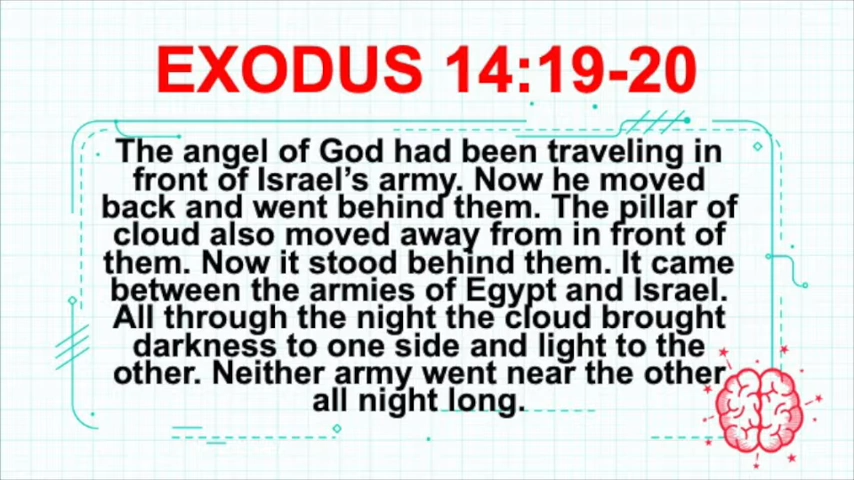 EXODUS 14:19-20
The angel of God had been traveling in
front of Israel’s army. Now he moved
back and went behind them. The pillar of
cloud also moved away from in front of
them. Now it stood behind them. It came
between the armies of Egypt and Israel.
All through the night the cloud brought
darkness to one side and light to the
other. Neither army went near the other
all night long.